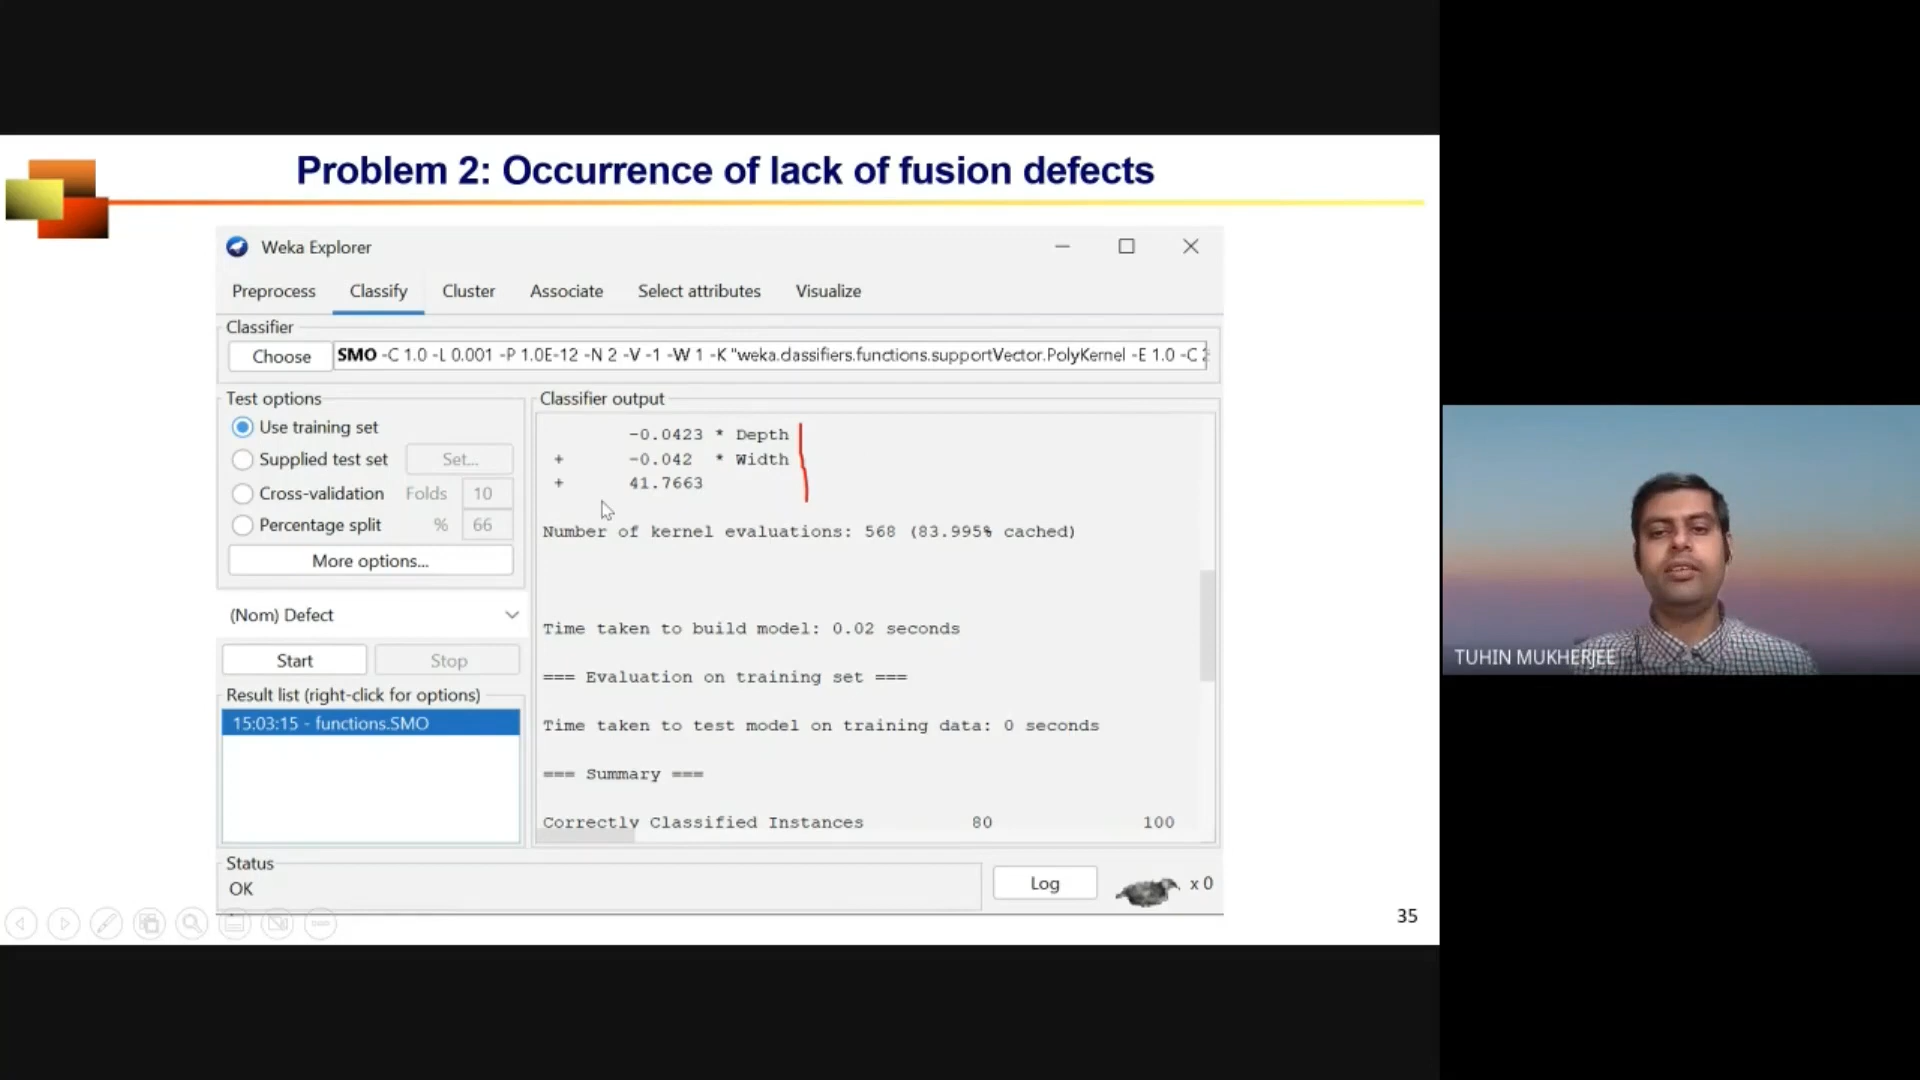 Problem 2: Occurrence of lack of fusion defects
Weka Explorer
Preprocess Classify Cluster Associate Select attributes Visualize
Classifier
Choose SMO -C 1.0 -L 0.001 -P 1.0E-12 -N 2 -V -1 -W 1 -K "weka.classifiers.functions.supportVector.PolyKernel -E 1.0 -C
Test options
Use training set
Supplied test set Set...
Cross-validation Folds 10
Percentage split % 66
More options...
(Nom) Defect
Start Stop
Result list (right-click for options)
15:03:15 - functions.SMO
Classifier output
-0.0423 * Depth
+ -0.042 * Width
+ 41.7663
Number of kernel evaluations: 568 (83.995% cached)
Time taken to build model: 0.02 seconds
=== Evaluation on training set ===
Time taken to test model on training data: 0 seconds
=== Summary ===
Correctly Classified Instances 80 100
Status
OK
Log x 0
35
TUHIN MUKHERJEE